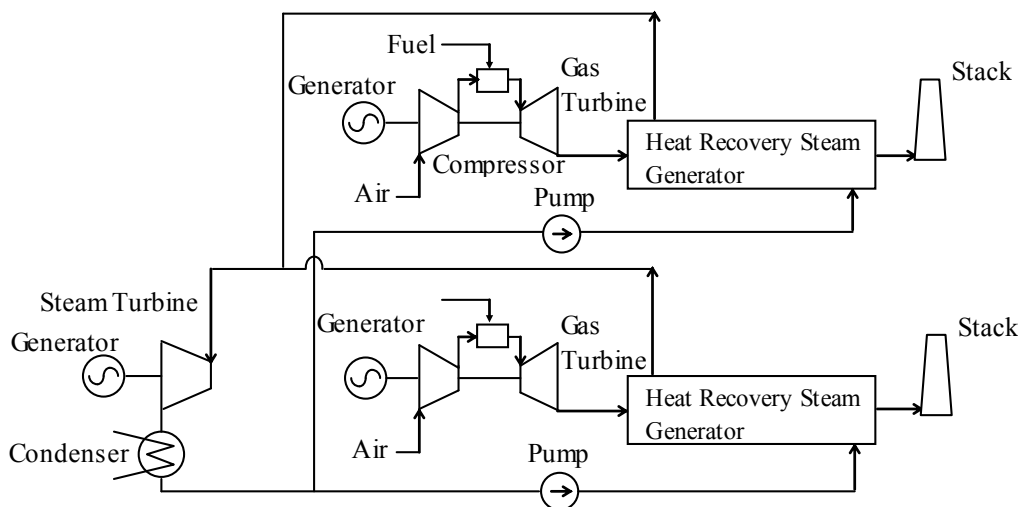 Fuel
Gas
Turbine
Stack
Generator
Heat Recovery Steam
Generator
Compressor
Air
Pump
Steam Turbine
Generator
Generator
Gas
Turbine
Stack
Heat Recovery Steam
Generator
Air
Condenser
Pump